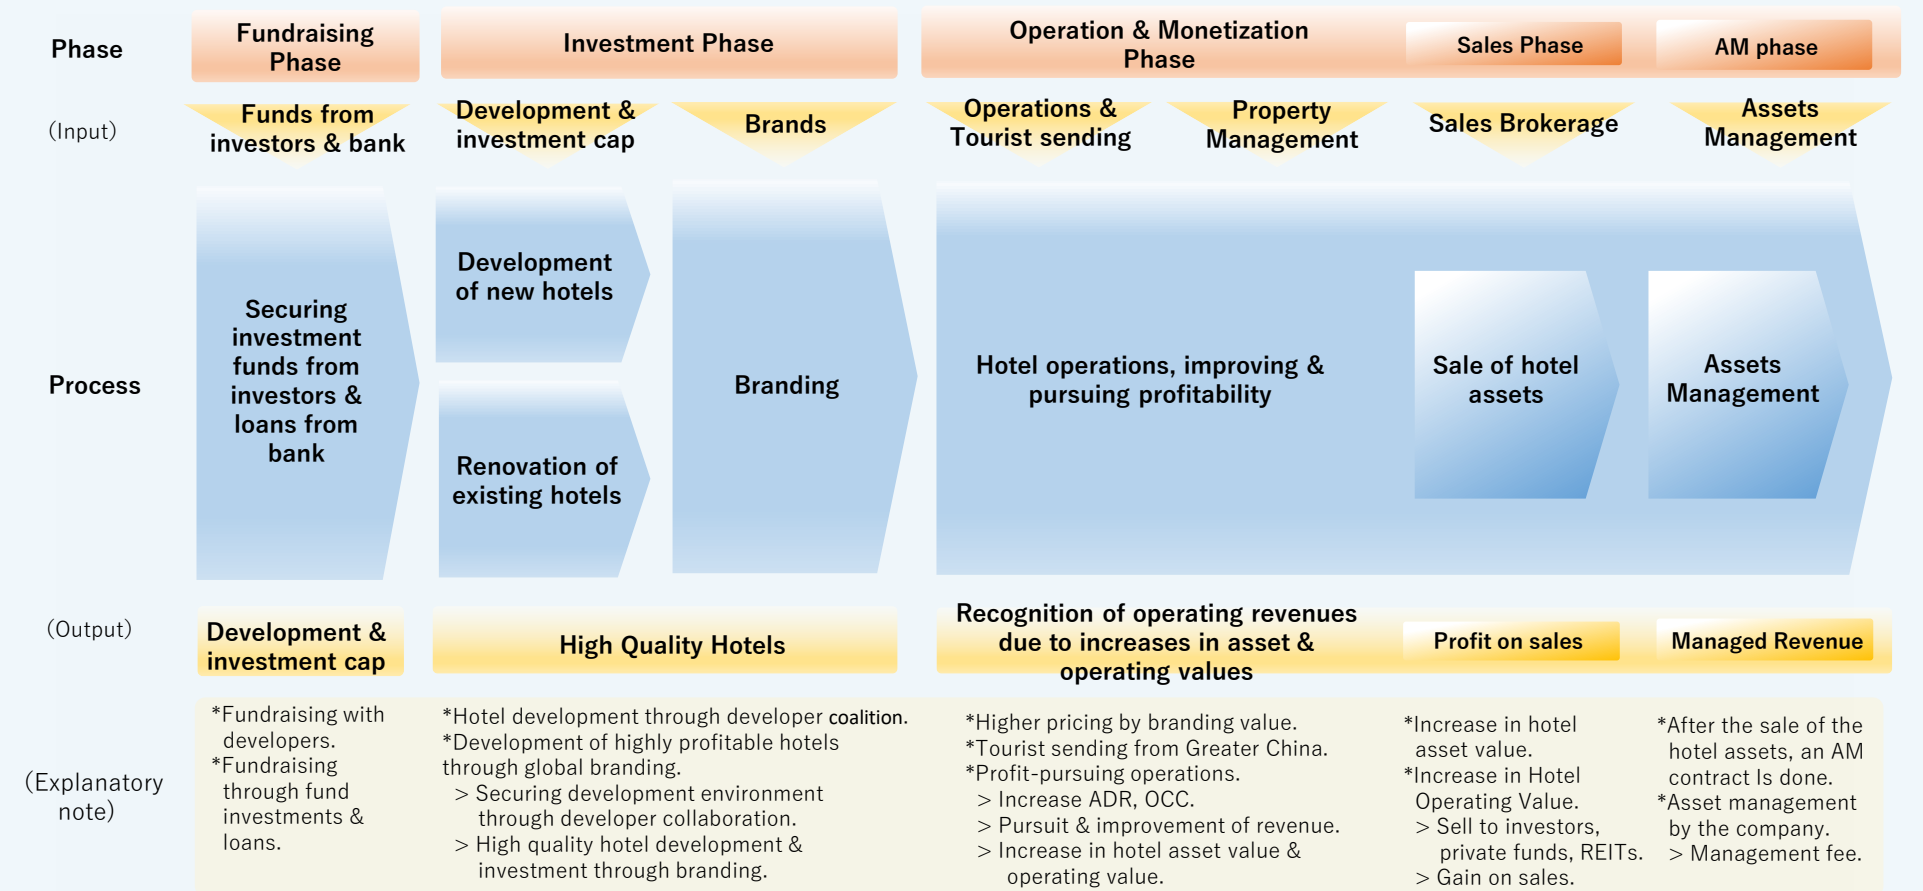 Phase
Fundraising
Phase
Investment Phase
Operation & Monetization
Phase
Sales Phase
AM phase
(Input)
Funds from
investors & bank
Development &
investment cap
Brands
Operations &
Tourist sending
Property
Management
Sales Brokerage
Assets
Management
Process
Securing
investment
funds from
investors &
loans from
bank
Development
of new hotels
Renovation of
existing hotels
Branding
Hotel operations, improving &
pursuing profitability
Sale of hotel
assets
Assets
Management
(Output)
Development &
investment cap
High Quality Hotels
Recognition of operating revenues
due to increases in asset &
operating values
Profit on sales
Managed Revenue
(Explanatory
note)
*Fundraising with
developers.
*Fundraising
through fund
investments &
loans.
*Hotel development through developer coalition.
*Development of highly profitable hotels
through global branding.
> Securing development environment
through developer collaboration.
> High quality hotel development &
investment through branding.
*Higher pricing by branding value.
*Tourist sending from Greater China.
*Profit-pursuing operations.
> Increase ADR, OCC.
> Pursuit & improvement of revenue.
> Increase in hotel asset value &
operating value.
*Increase in hotel
asset value.
*Increase in Hotel
Operating Value.
> Sell to investors,
private funds, REITs.
> Gain on sales.
*After the sale of the
hotel assets, an AM
contract Is done.
*Asset management
by the company.
> Management fee.